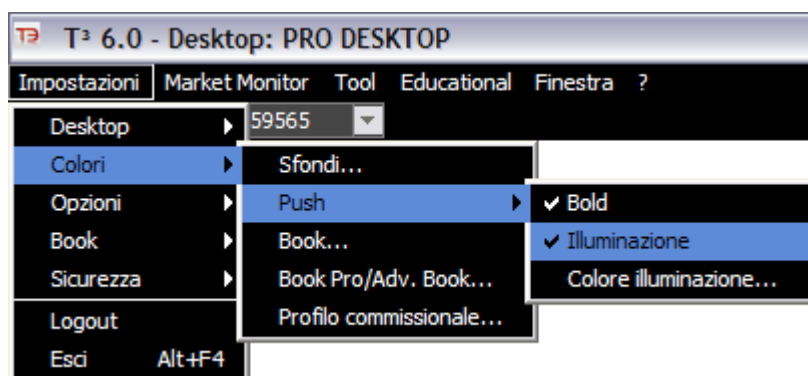 T3 T³ 6.0 - Desktop: PRO DESKTOP
Impostazioni Market Monitor Tool Educational Finestra ?
Desktop 59565
Colori Sfondi...
Opzioni Push Bold
Book Book... Illuminazione
Sicurezza Book Pro/Adv. Book... Colore illuminazione...
Logout Profilo commissionale...
Esci Alt+F4